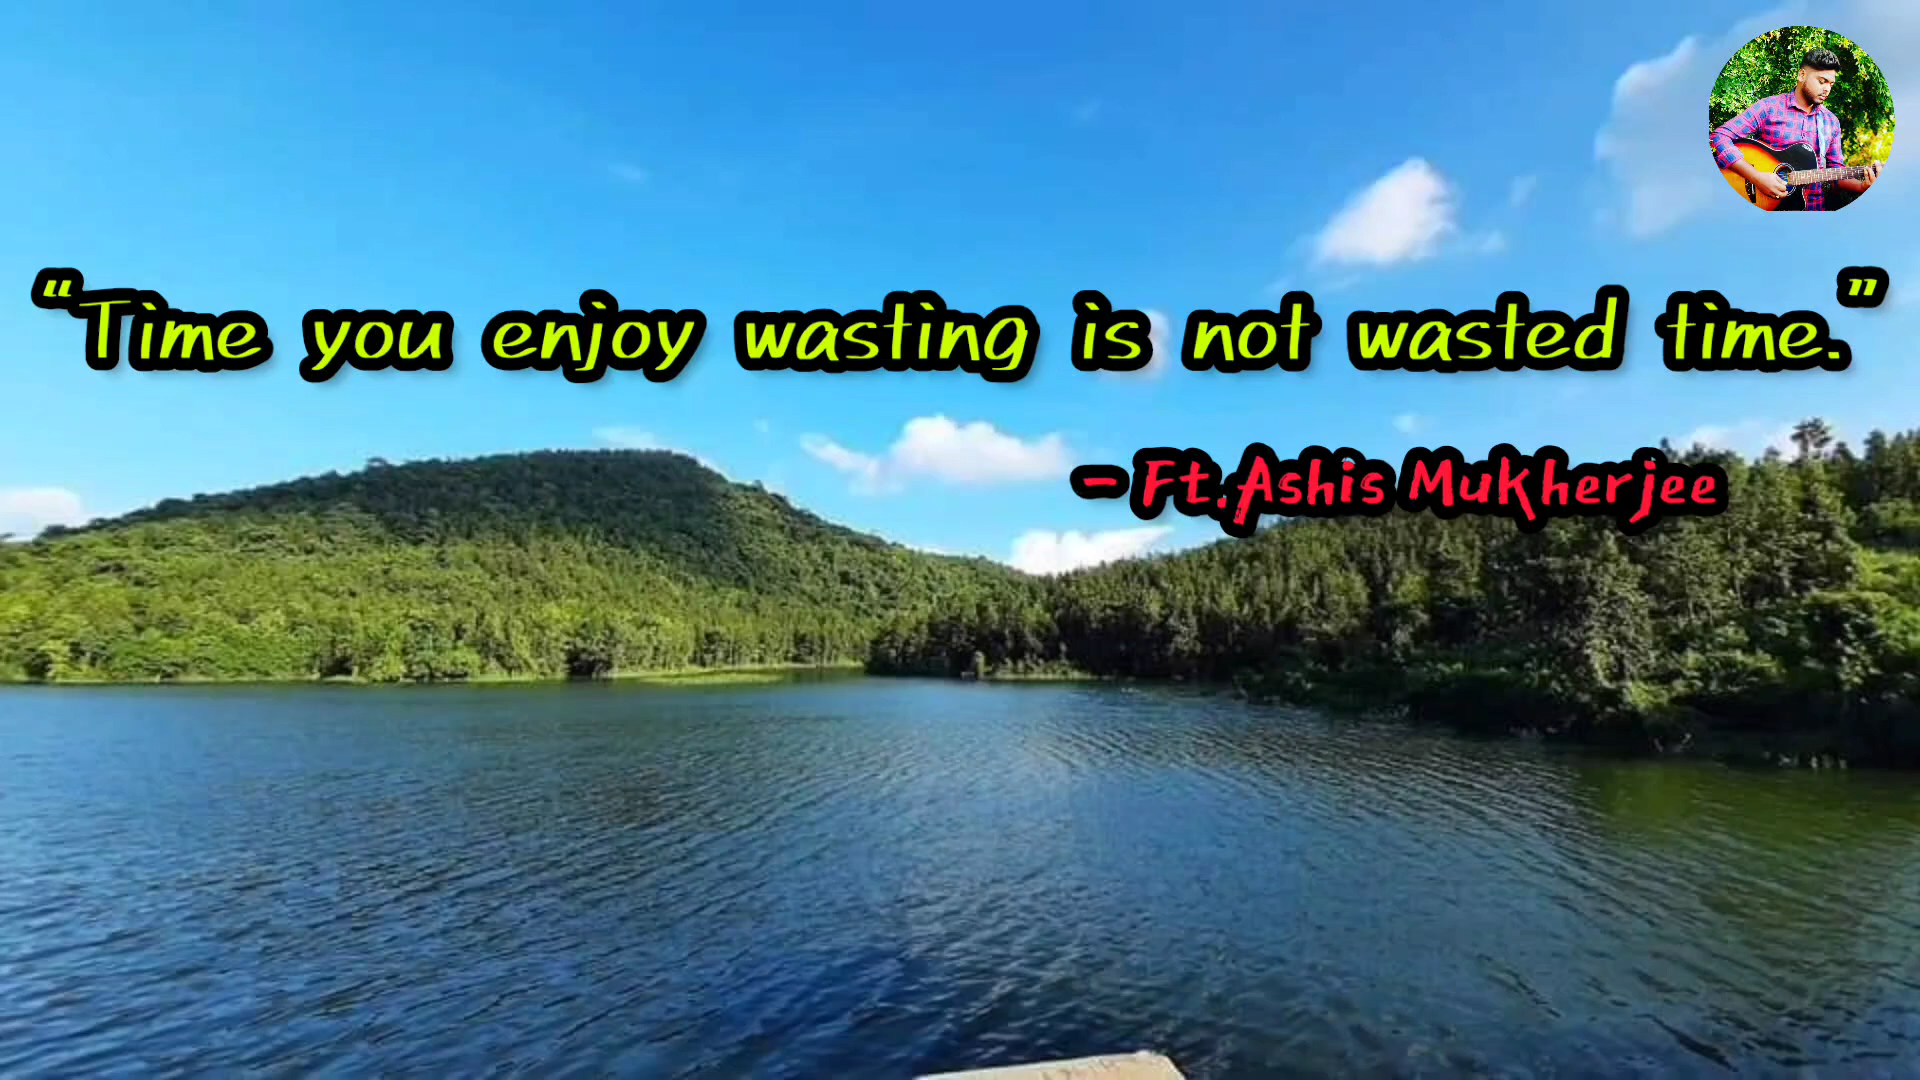 “Time you enjoy wasting is not wasted time.”
- Ft.Ashis Mukherjee